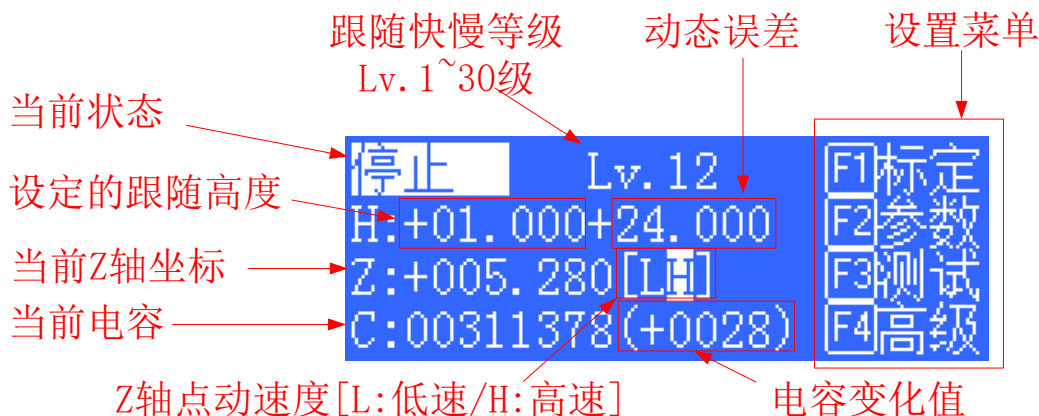 跟随快慢等级
Lv.1~30级
动态误差
设置菜单
当前状态
停止
Lv.12
F1标定
设定的跟随高度
H:+01.000+24.000
F2参数
当前Z轴坐标
Z:+005.280[LH]
F3测试
当前电容
C:00311378(+0028)
F4高级
Z轴点动速度[L:低速/H:高速]
电容变化值